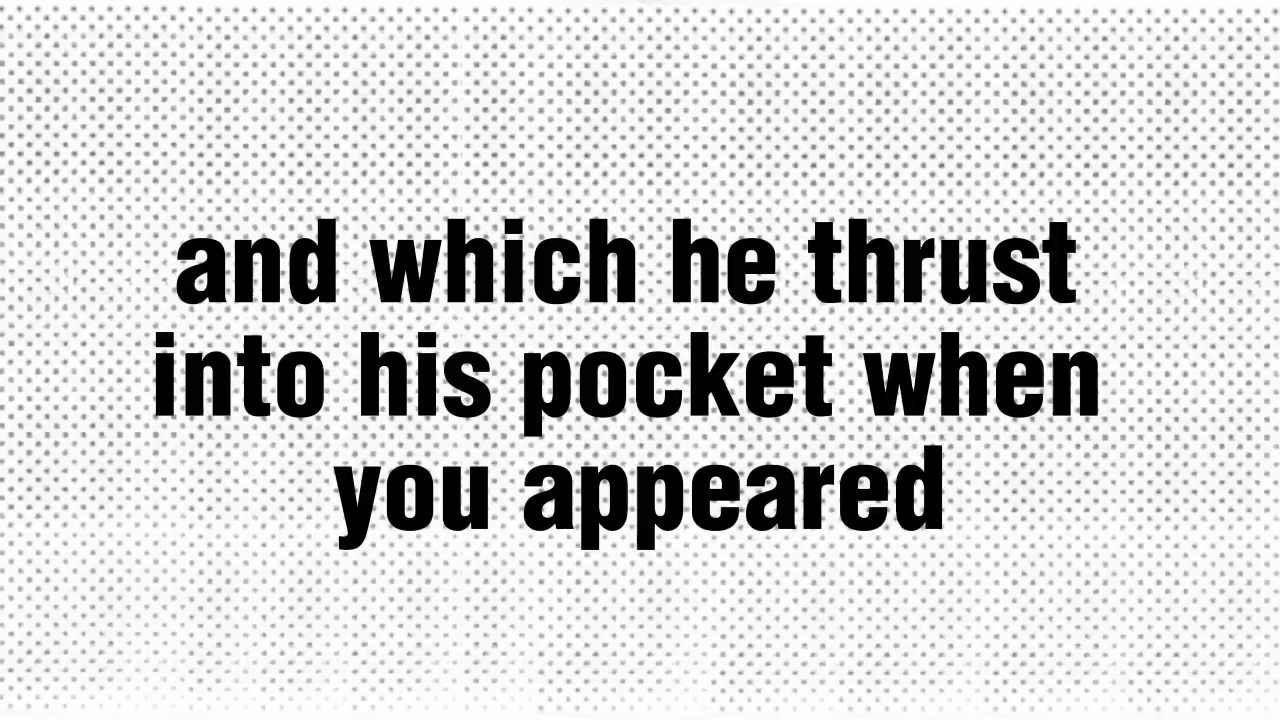 and which he thrust
into his pocket when
you appeared